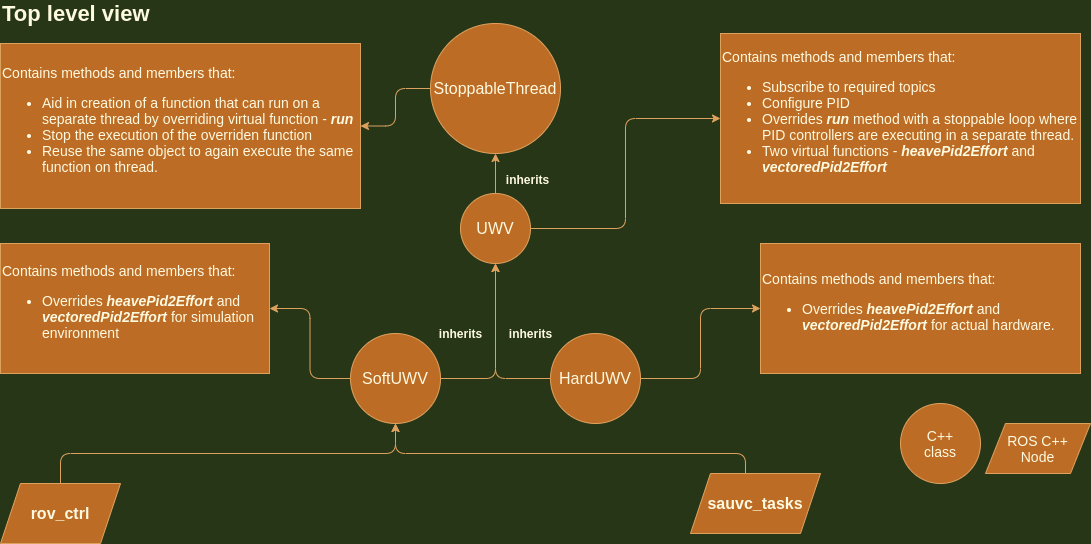 Top level view
Contains methods and members that:
• Aid in creation of a function that can run on a
separate thread by overriding virtual function - run
• Stop the execution of the overriden function
• Reuse the same object to again execute the same
function on thread.
StoppableThread
Contains methods and members that:
• Subscribe to required topics
• Configure PID
• Overrides run method with a stoppable loop where
PID controllers are executing in a separate thread.
• Two virtual functions - heavePid2Effort and
vectoredPid2Effort
inherits
UWV
Contains methods and members that:
• Overrides heavePid2Effort and
vectoredPid2Effort for simulation
environment
inherits
inherits
Contains methods and members that:
• Overrides heavePid2Effort and
vectoredPid2Effort for actual hardware.
SoftUWV
HardUWV
C++
class
ROS C++
Node
rov_ctrl
sauvc_tasks